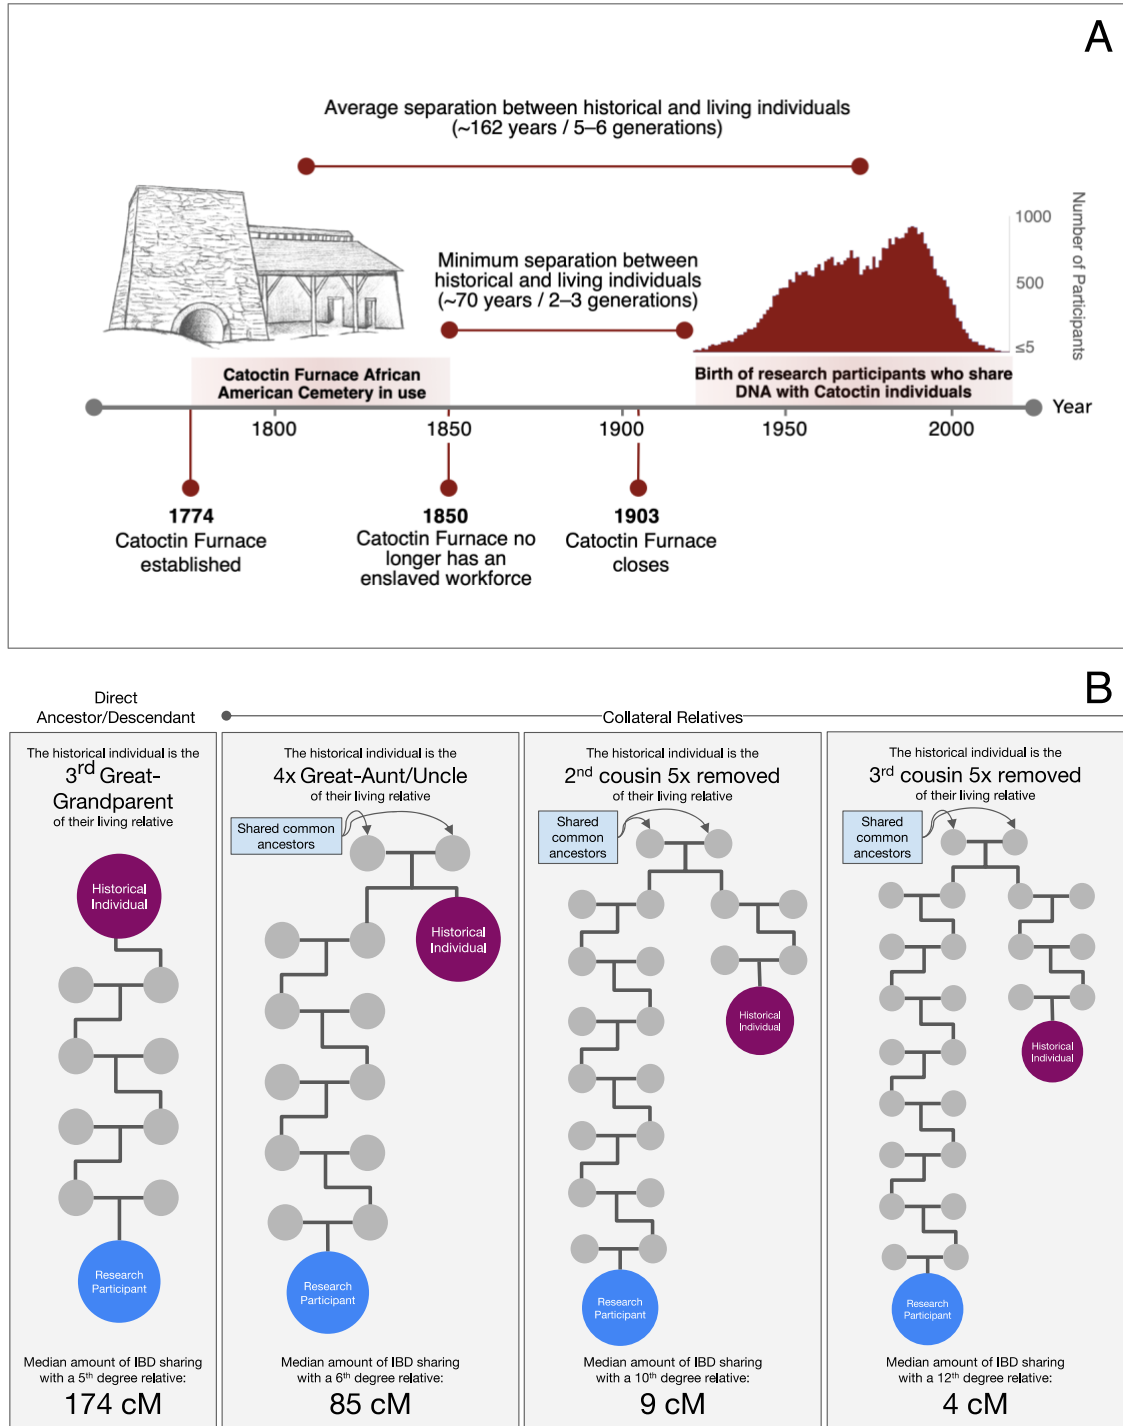 A
Average separation between historical and living individuals
(~162 years / 5–6 generations)
Minimum separation between
historical and living individuals
(~70 years / 2–3 generations)
1000
500
≤5
Number of Participants
Catoctin Furnace African
American Cemetery in use
Birth of research participants who share
DNA with Catoctin individuals
Year
1800
1850
1900
1950
2000
1774
Catoctin Furnace
established
1850
Catoctin Furnace no
longer has an
enslaved workforce
1903
Catoctin Furnace
closes
B
Direct
Ancestor/Descendant
Collateral Relatives
The historical individual is the
3rd Great-
Grandparent
of their living relative
Historical
Individual
Research
Participant
Median amount of IBD sharing
with a 5th degree relative:
174 cM
The historical individual is the
4x Great-Aunt/Uncle
of their living relative
Shared common
ancestors
Historical
Individual
Research
Participant
Median amount of IBD sharing
with a 6th degree relative:
85 cM
The historical individual is the
2nd cousin 5x removed
of their living relative
Shared
common
ancestors
Historical
Individual
Research
Participant
Median amount of IBD sharing
with a 10th degree relative:
9 cM
The historical individual is the
3rd cousin 5x removed
of their living relative
Shared
common
ancestors
Historical
Individual
Research
Participant
Median amount of IBD sharing
with a 12th degree relative:
4 cM